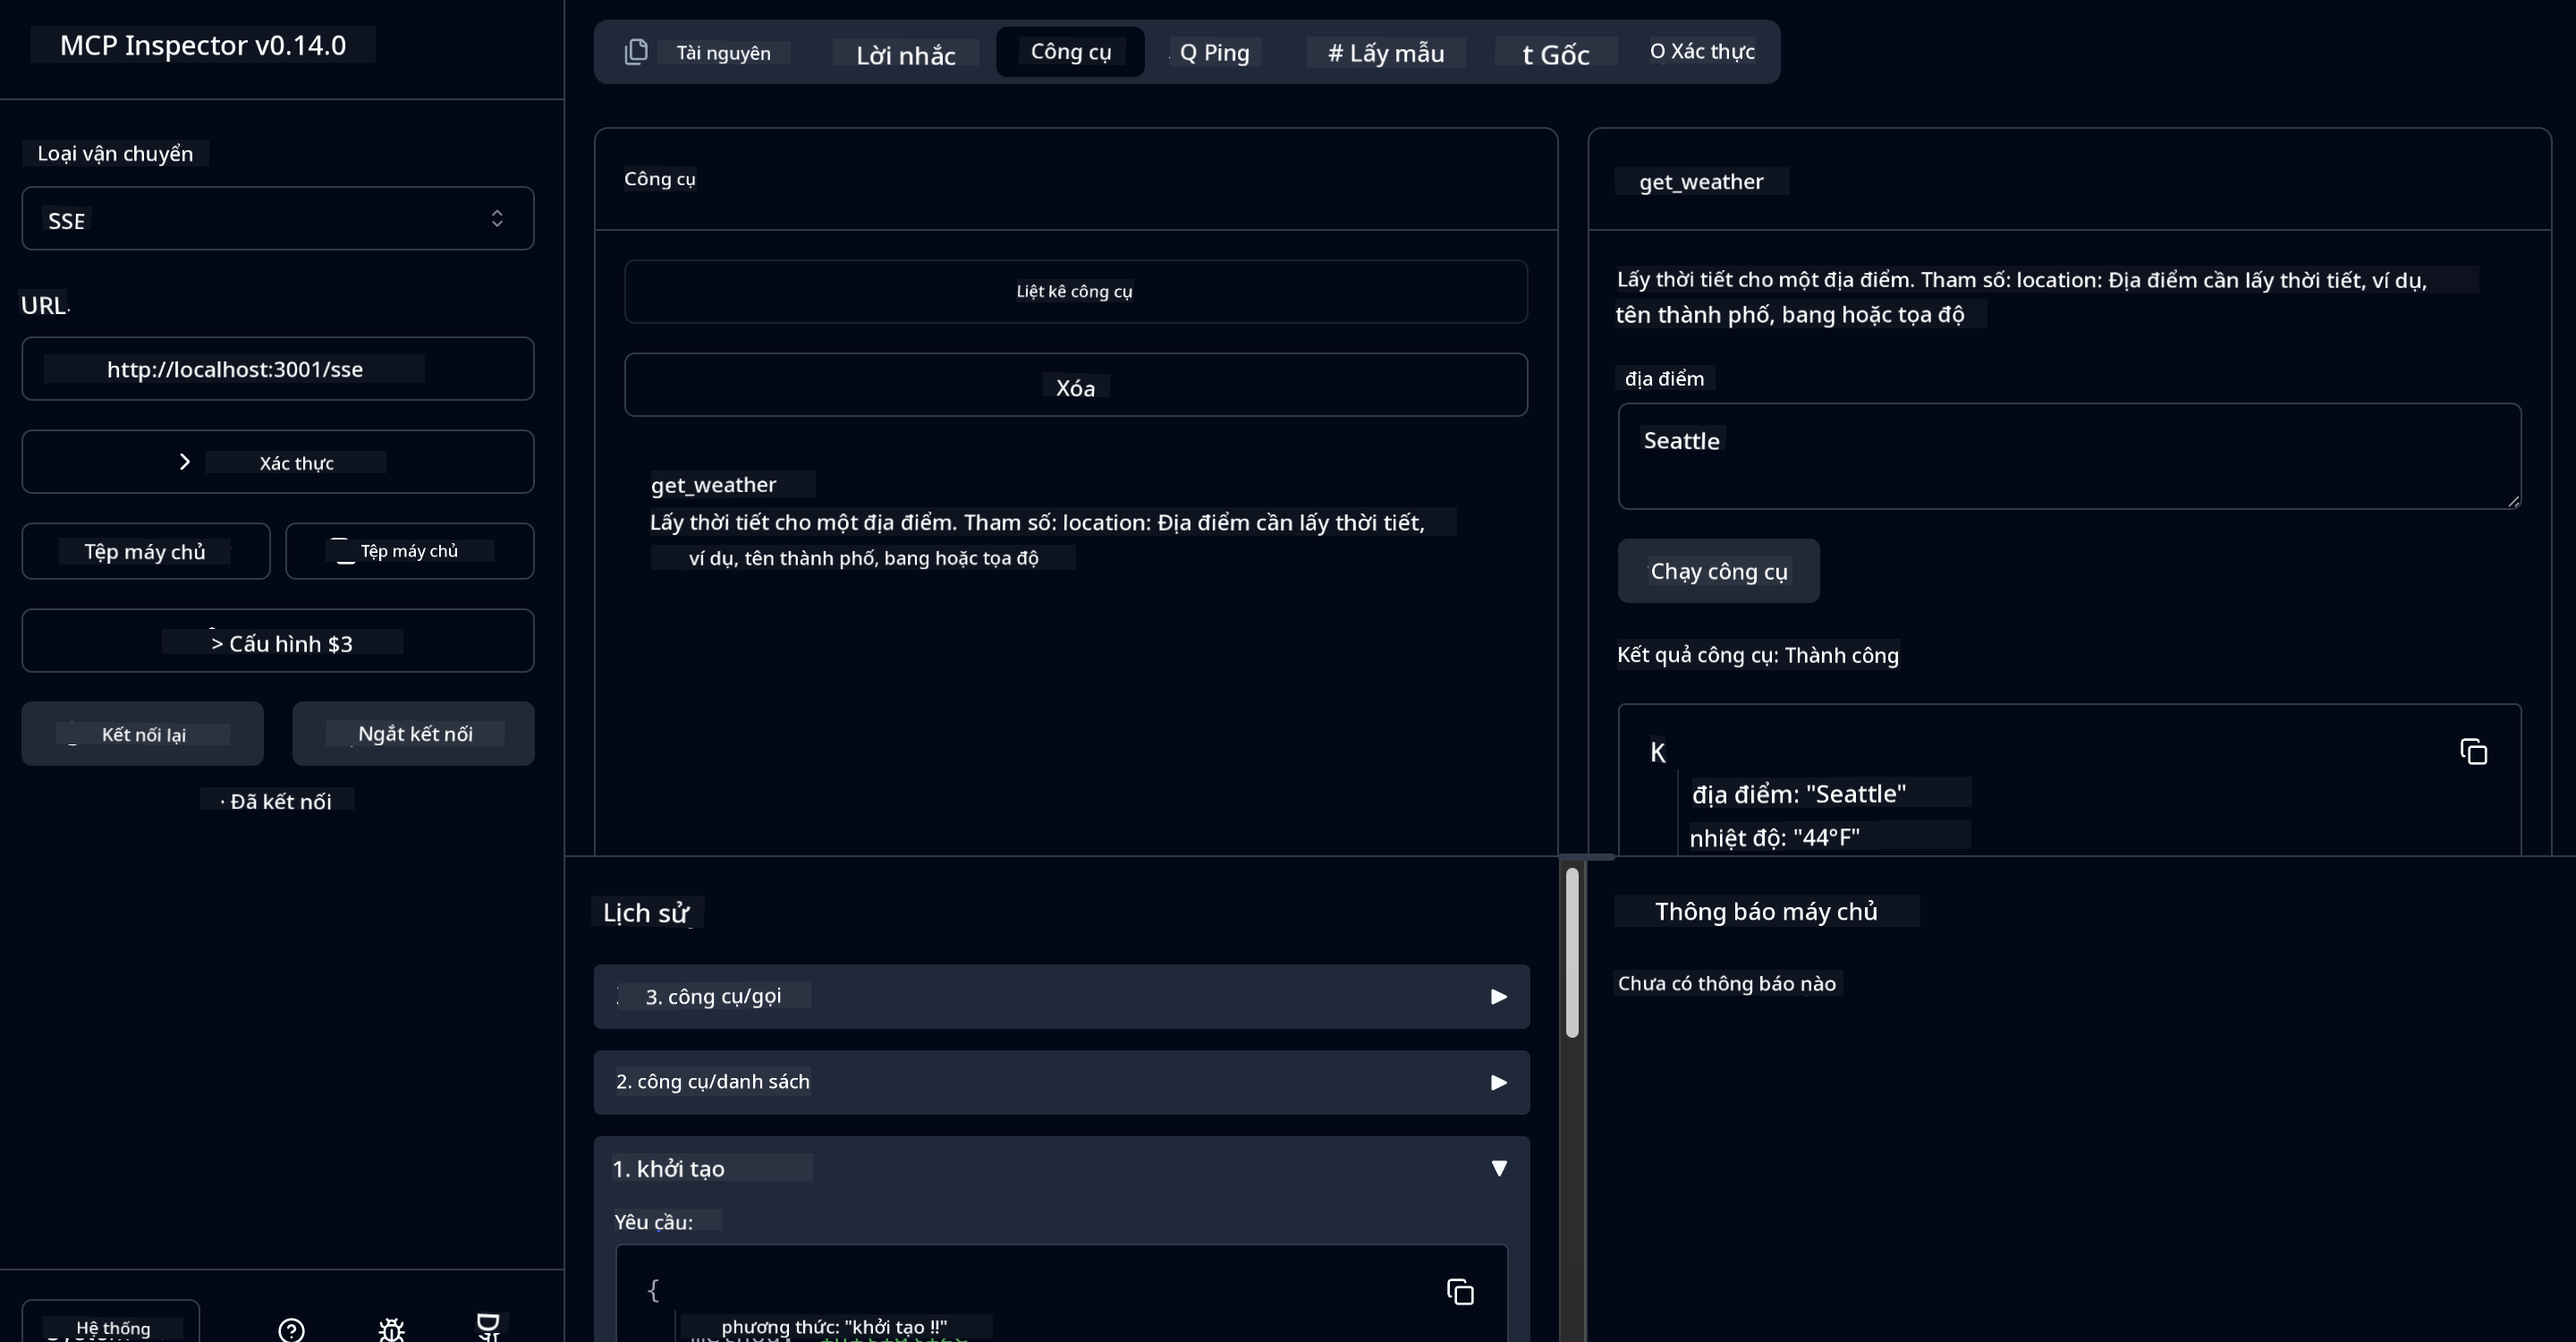 MCP Inspector v0.14.0
Loại vận chuyển
SSE
URL
http://localhost:3001/sse
Xác thực
Tệp máy chủ
Tệp máy chủ
> Cấu hình $3
Kết nối lại
Ngắt kết nối
· Đã kết nối
Hệ thống
Tài nguyên
Lời nhắc
Công cụ
Q Ping
# Lấy mẫu
t Gốc
O Xác thực
Công cụ
Liệt kê công cụ
Xóa
get_weather
Lấy thời tiết cho một địa điểm. Tham số: location: Địa điểm cần lấy thời tiết,
ví dụ, tên thành phố, bang hoặc tọa độ
get_weather
Lấy thời tiết cho một địa điểm. Tham số: location: Địa điểm cần lấy thời tiết, ví dụ,
tên thành phố, bang hoặc tọa độ
địa điểm
Seattle
Chạy công cụ
Kết quả công cụ: Thành công
K
địa điểm: "Seattle"
nhiệt độ: "44°F"
Lịch sử
3. công cụ/gọi
2. công cụ/danh sách
1. khởi tạo
Yêu cầu:
{
phương thức: "khởi tạo !!"
Thông báo máy chủ
Chưa có thông báo nào